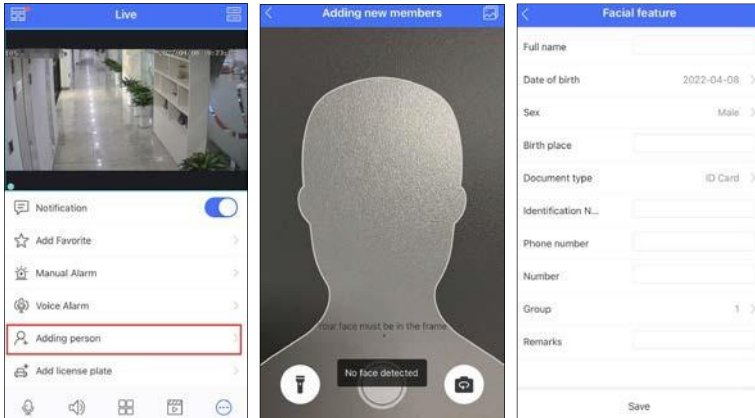 Live
Notification
Add Favorite
Manual Alarm
Voice Alarm
Adding person
Add license plate
Adding new members
Your face must be in the frame
No face detected
Facial feature
Full name
Date of birth 2022-04-08
Sex Male
Birth place
Document type ID Card
Identification N...
Phone number
Number
Group 1
Remarks
Save